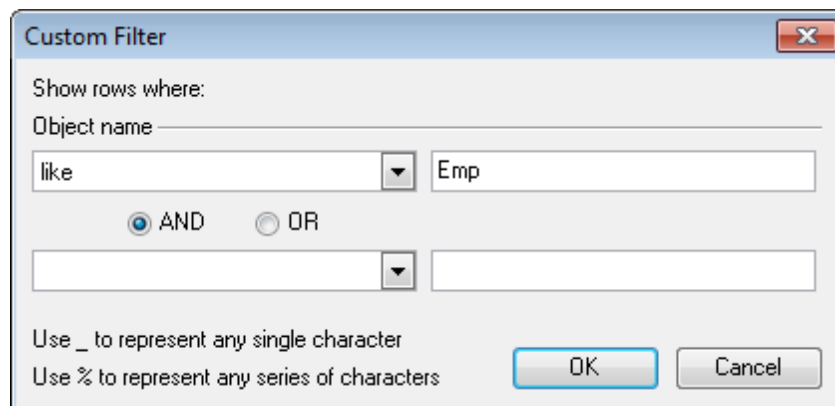 Custom Filter
Show rows where:
Object name
like Emp
AND OR
Use _ to represent any single character
Use % to represent any series of characters
OK Cancel